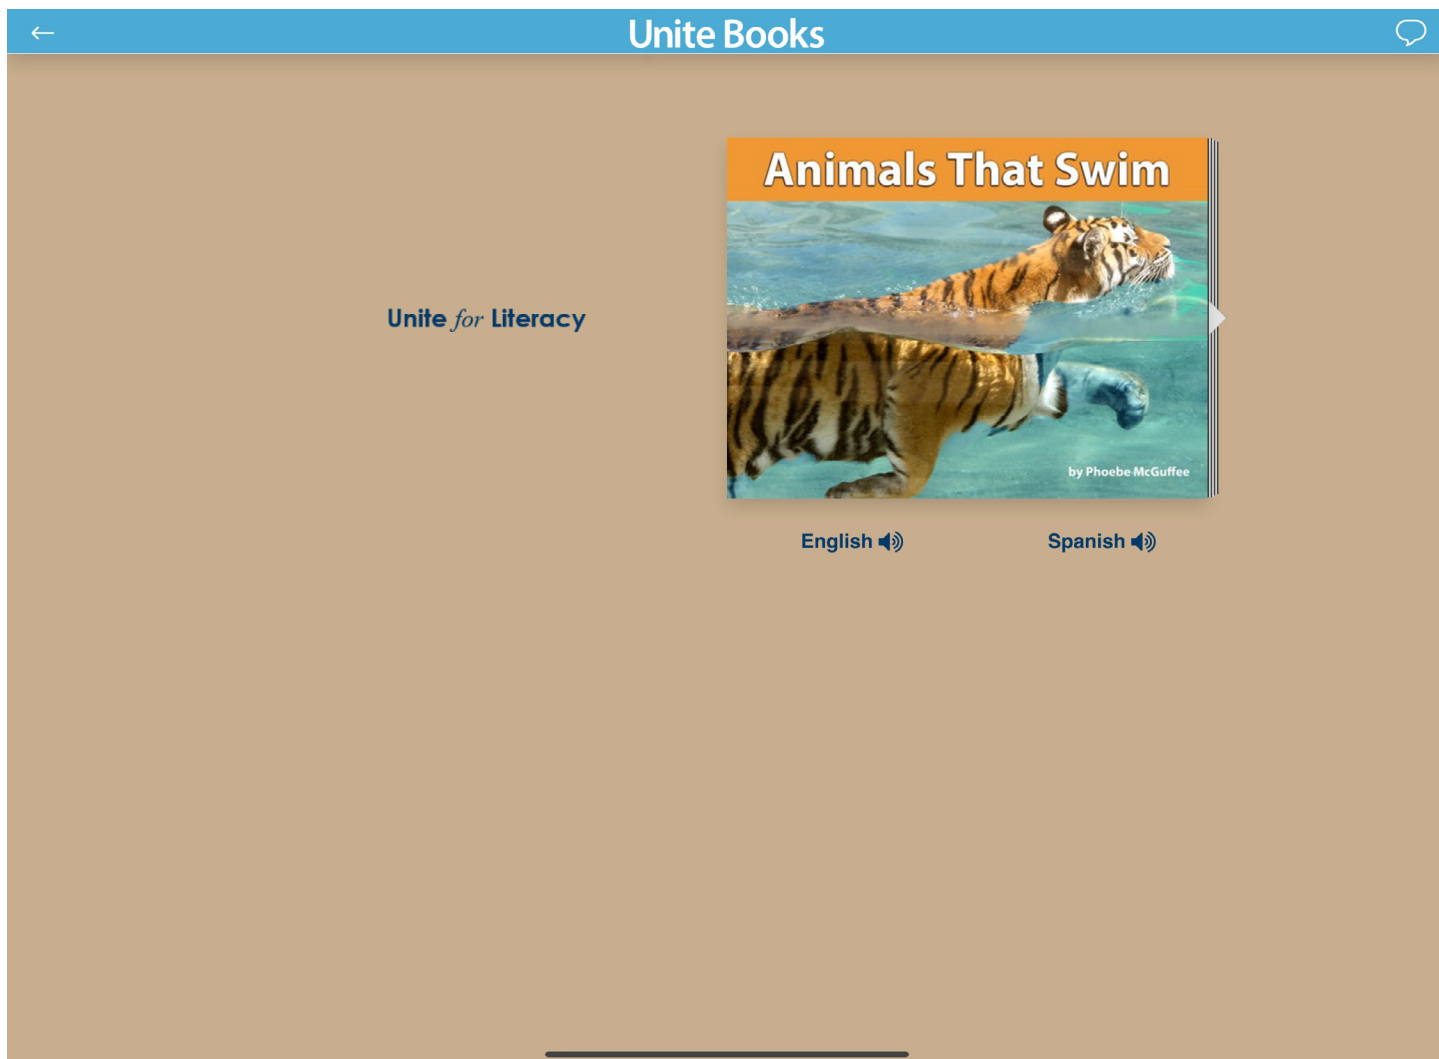 Unite Books
Unite for Literacy
Animals That Swim
by Phoebe McGuffee
English
Spanish